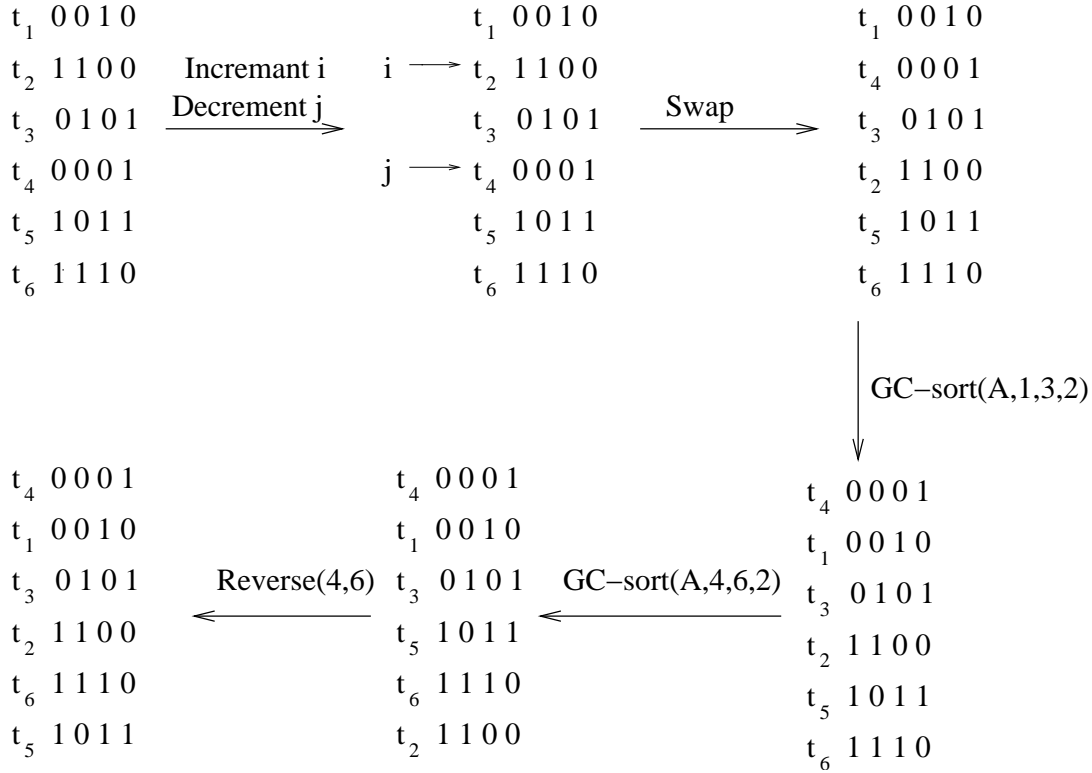 t1 0 0 1 0
t2 1 1 0 0
t3 0 1 0 1
t4 0 0 0 1
t5 1 0 1 1
t6 1 1 1 0
Incremant i
Decrement j
i
j
t1 0 0 1 0
t2 1 1 0 0
t3 0 1 0 1
t4 0 0 0 1
t5 1 0 1 1
t6 1 1 1 0
Swap
t1 0 0 1 0
t4 0 0 0 1
t3 0 1 0 1
t2 1 1 0 0
t5 1 0 1 1
t6 1 1 1 0
GC−sort(A,1,3,2)
t4 0 0 0 1
t1 0 0 1 0
t3 0 1 0 1
t2 1 1 0 0
t5 1 0 1 1
t6 1 1 1 0
GC−sort(A,4,6,2)
t4 0 0 0 1
t1 0 0 1 0
t3 0 1 0 1
t5 1 0 1 1
t6 1 1 1 0
t2 1 1 0 0
Reverse(4,6)
t4 0 0 0 1
t1 0 0 1 0
t3 0 1 0 1
t2 1 1 0 0
t6 1 1 1 0
t5 1 0 1 1